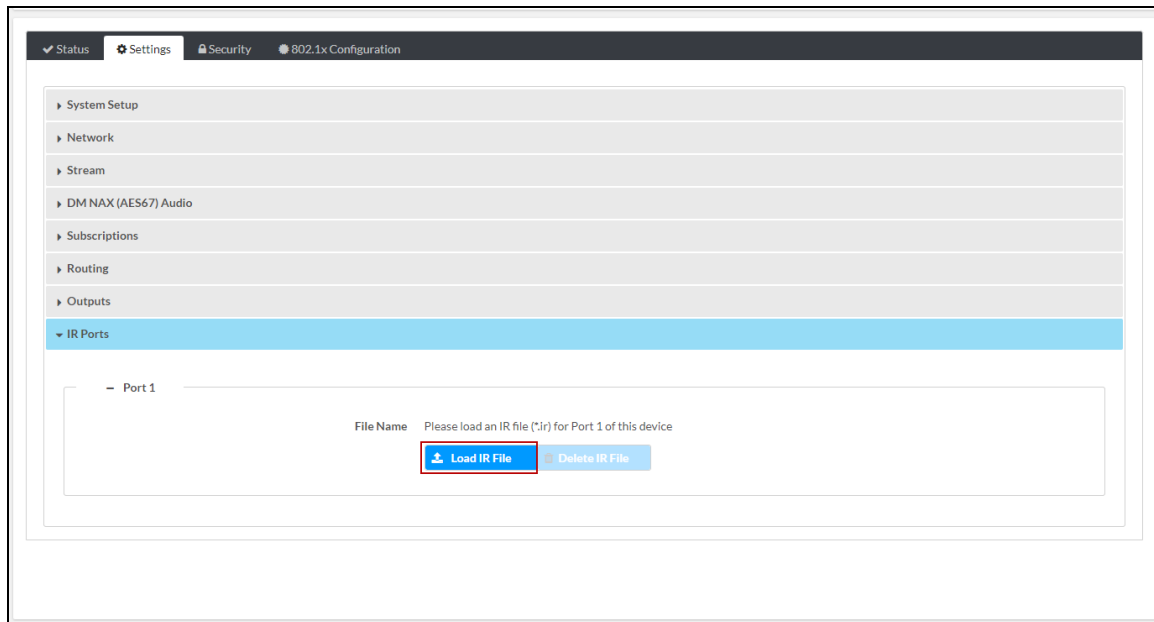 Status Settings Security 802.1x Configuration
System Setup
Network
Stream
DM NAX (AES67) Audio
Subscriptions
Routing
Outputs
IR Ports
Port 1
File Name Please load an IR file (*.ir) for Port 1 of this device
Load IR File Delete IR File